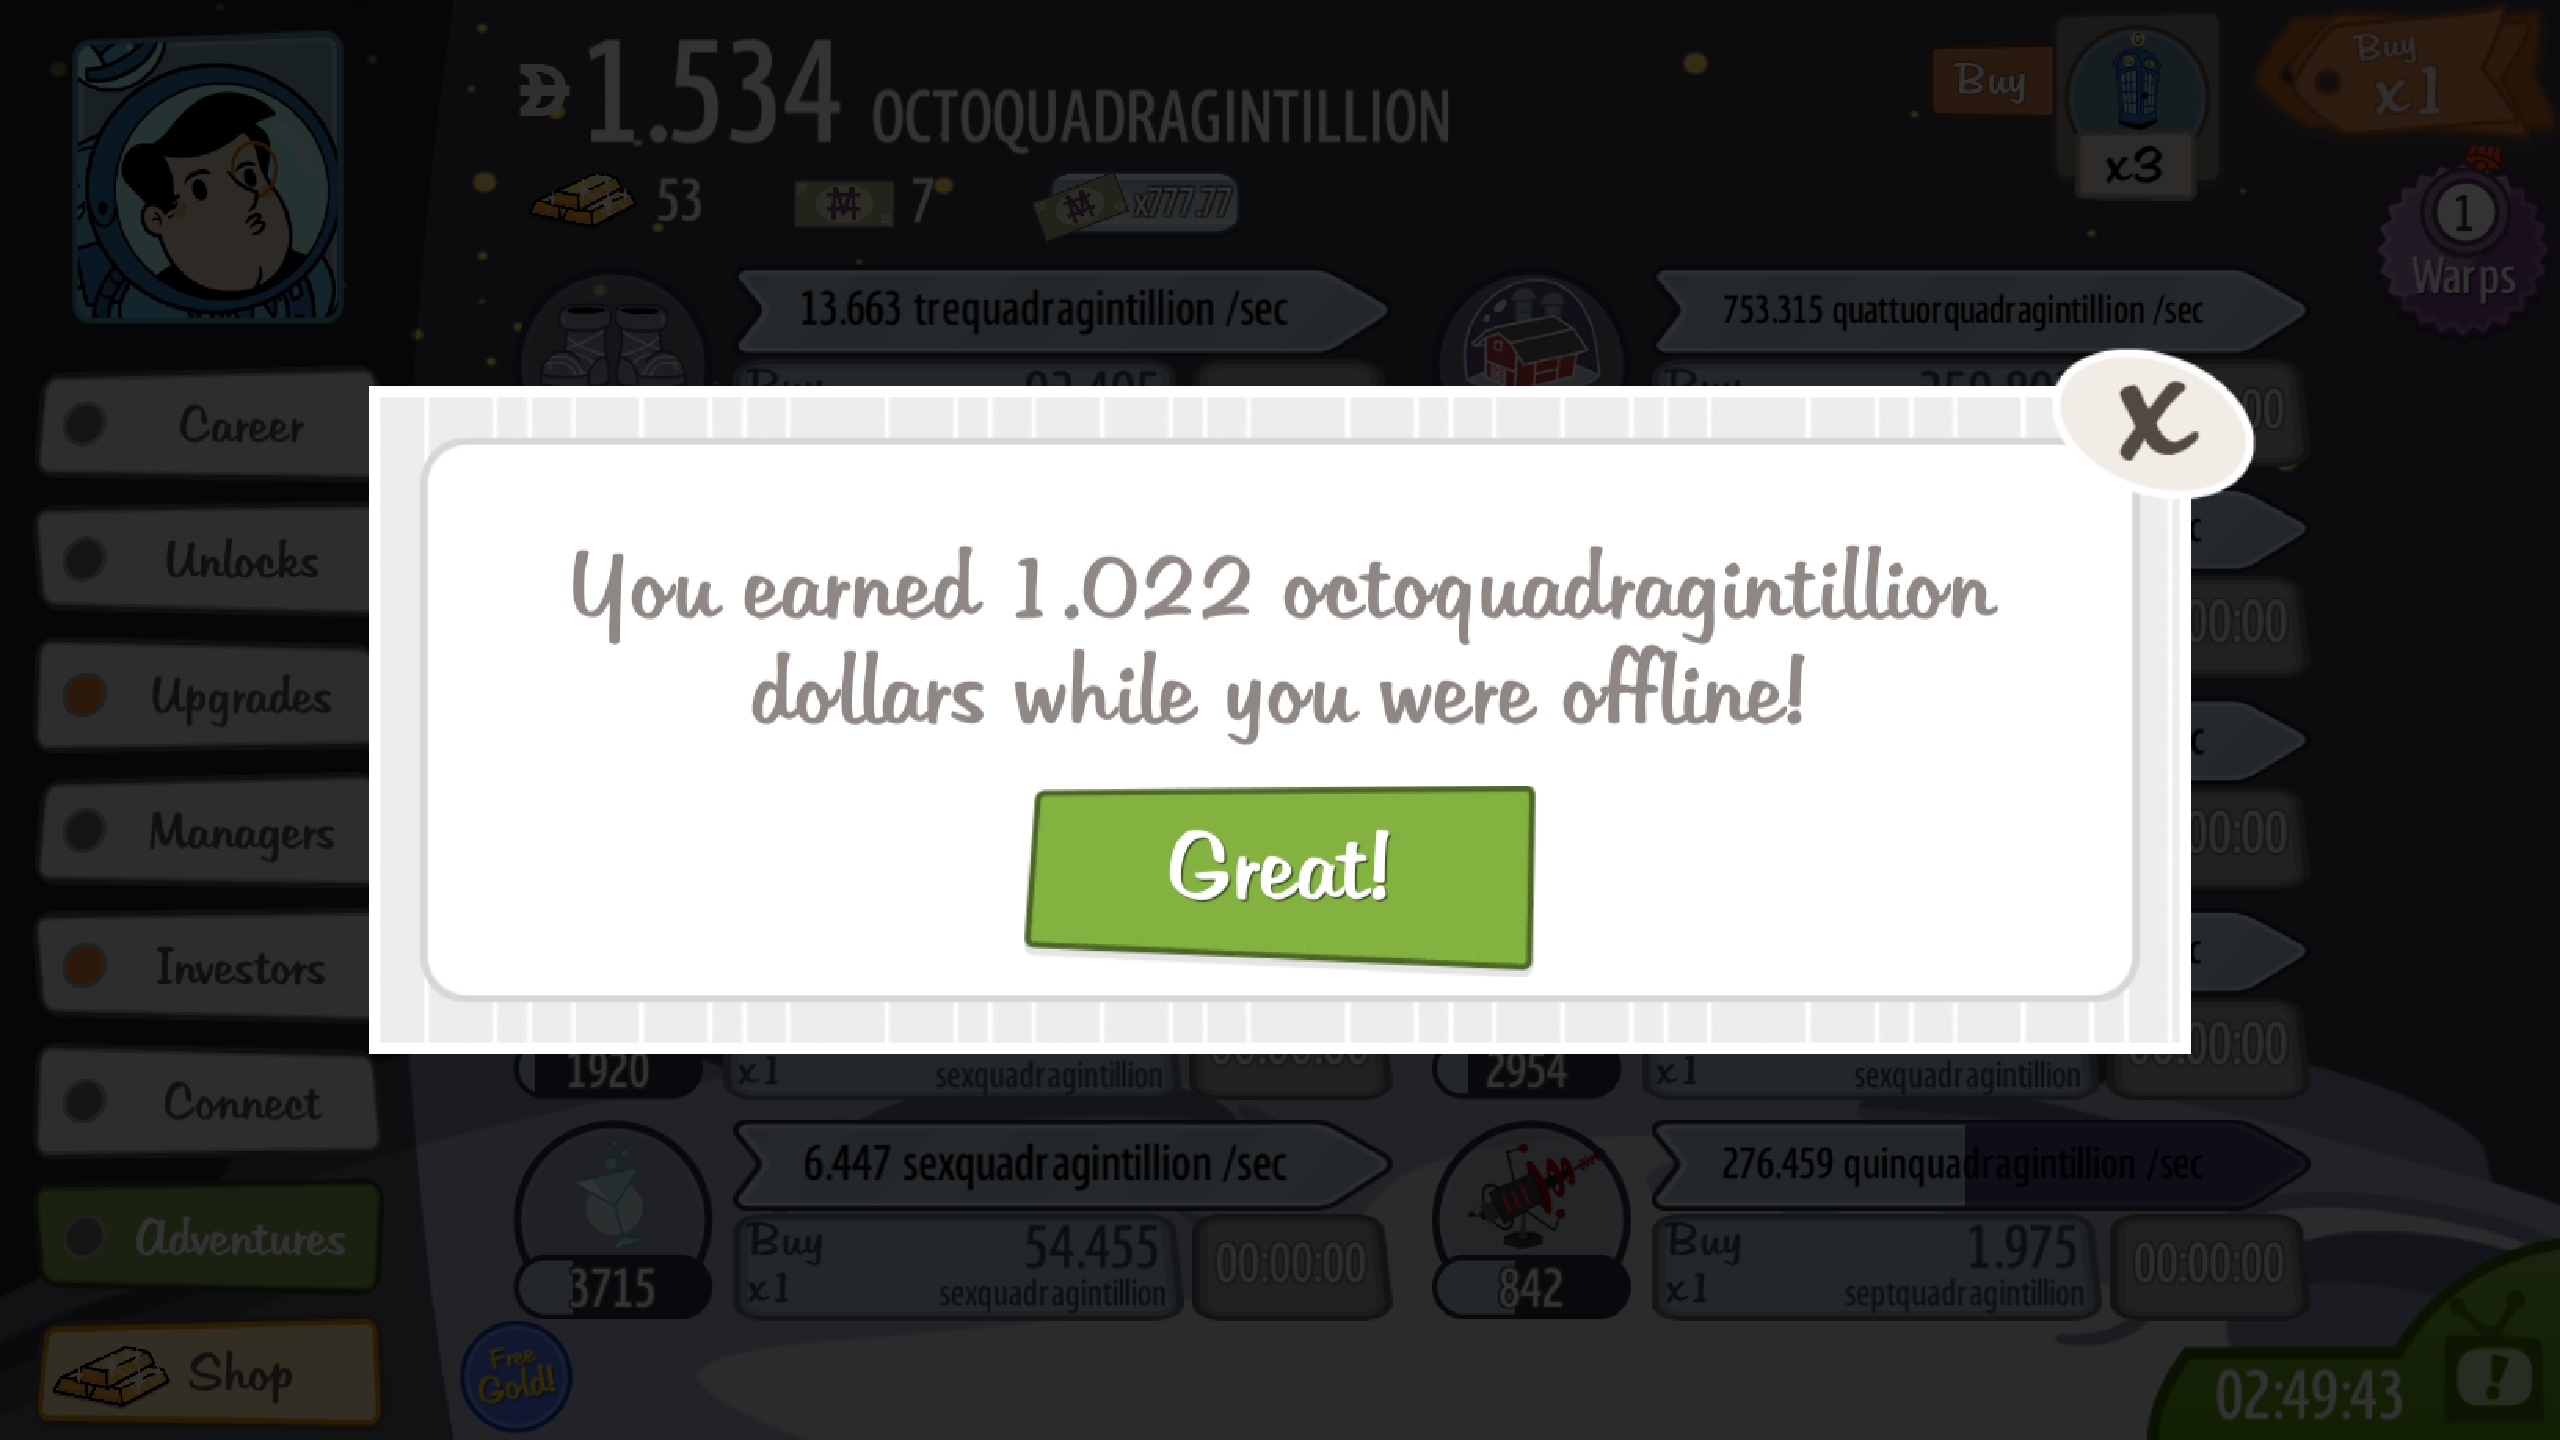 1.534 OCTOQUADRAGINTILLION
Buy
x3
Buy
x1
53
7
x777.77
1
Warps
13.663 trequadragintillion /sec
753.315 quattuorquadragintillion /sec
Career
Unlocks
Upgrades
Managers
Investors
Connect
Adventures
Shop
X
You earned 1.022 octoquadragintillion
dollars while you were offline!
Great!
00:00
00:00
00:00
1920
x1
sexquadragintillion
2954
x1
sexquadragintillion
6.447 sexquadragintillion /sec
Buy 54.455
x1 sexquadragintillion
00:00:00
3715
276.459 quinquadragintillion /sec
Buy 1.975
x1 septquadragintillion
00:00:00
842
Free
Gold!
02:49:43
!